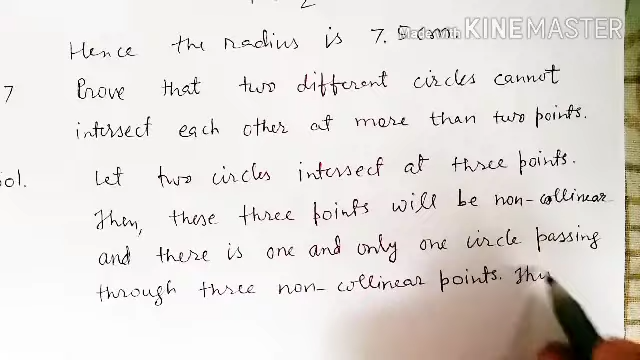 2
Hence the radius is 7.5 cm.
Made with KINEMASTER
7 Prove that two different circles cannot
intersect each other at more than two points.
Sol. Let two circles intersect at three points.
Then, these three points will be non-collinear
and there is one and only one circle passing
through three non-collinear points. Thu